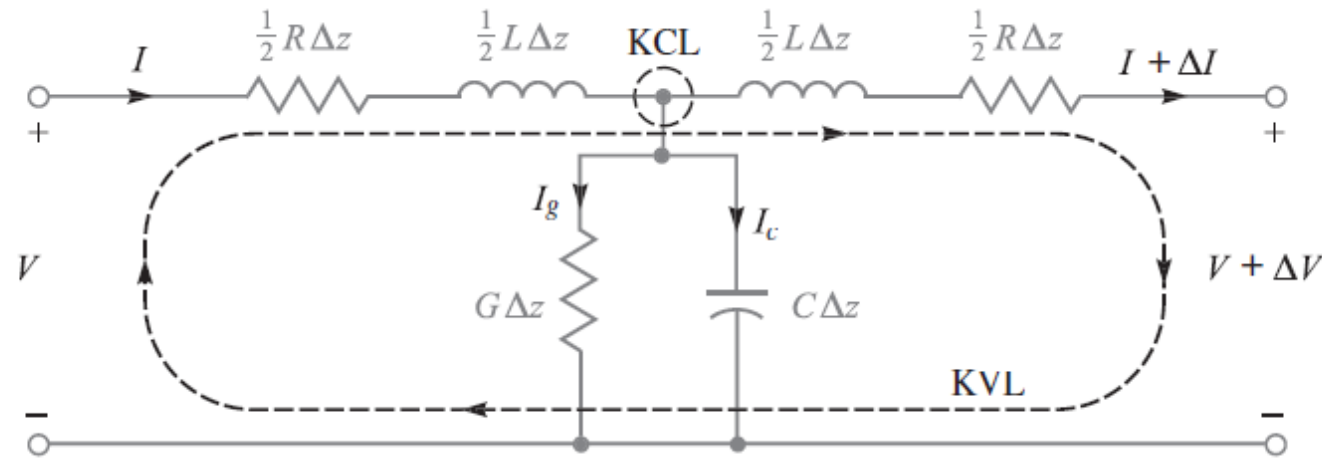 ½ R Δz
½ L Δz
KCL
½ L Δz
½ R Δz
I
I + ΔI
+
+
I_g
I_c
V
V + ΔV
G Δz
C Δz
KVL
−
−